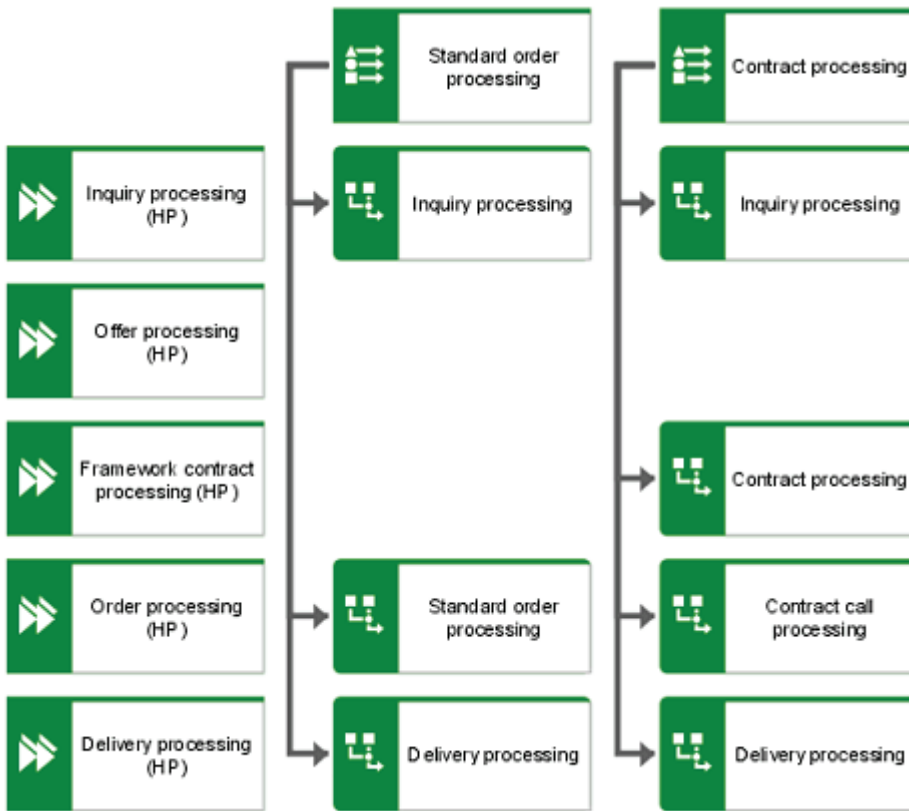 Standard order
processing
Contract processing
Inquiry processing
(HP)
Inquiry processing
Inquiry processing
Offer processing
(HP)
Framework contract
processing (HP)
Contract processing
Order processing
(HP)
Standard order
processing
Contract call
processing
Delivery processing
(HP)
Delivery processing
Delivery processing